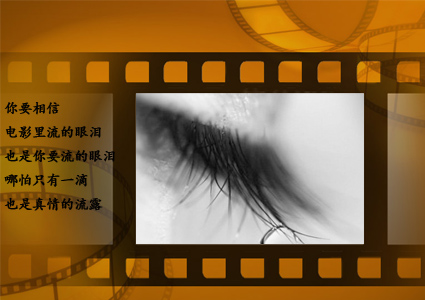 你要相信
电影里流的眼泪
也是你要流的眼泪
哪怕只有一滴
也是真情的流露